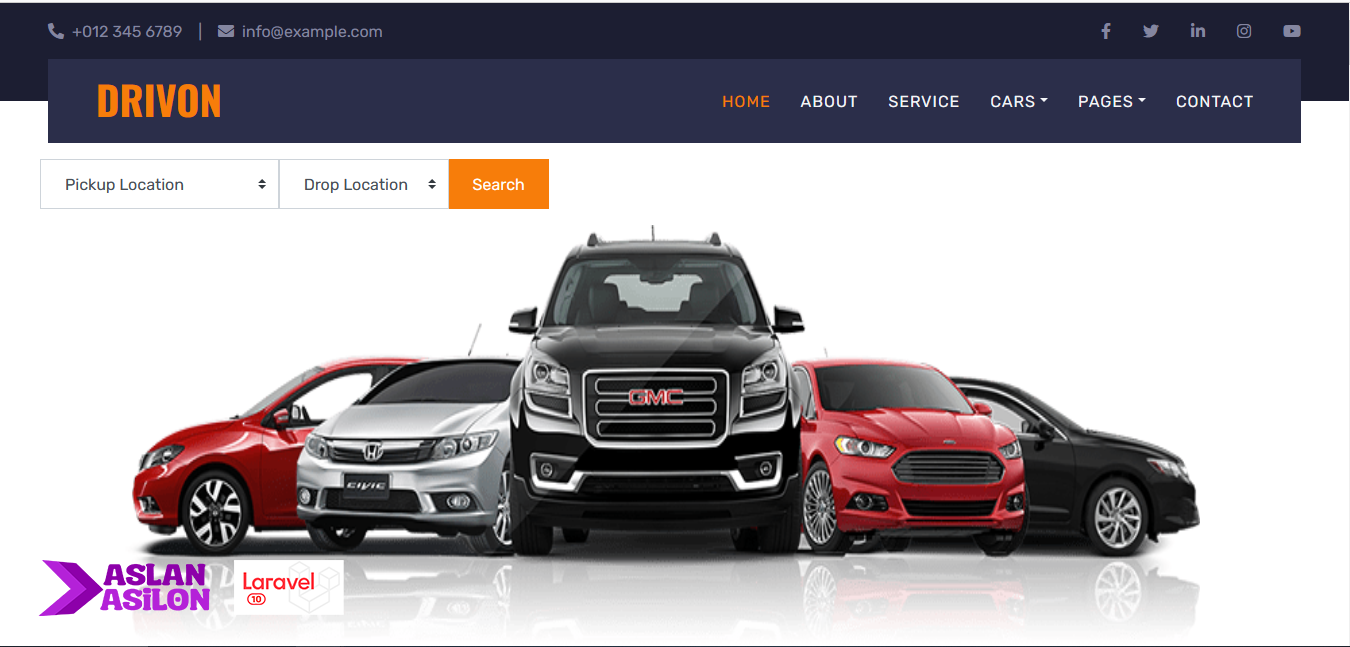 +012 345 6789 | info@example.com
DRIVON
HOME ABOUT SERVICE CARS PAGES CONTACT
Pickup Location Drop Location Search
GMC
CIVIC
ASLAN
ASiLON
Laravel
10